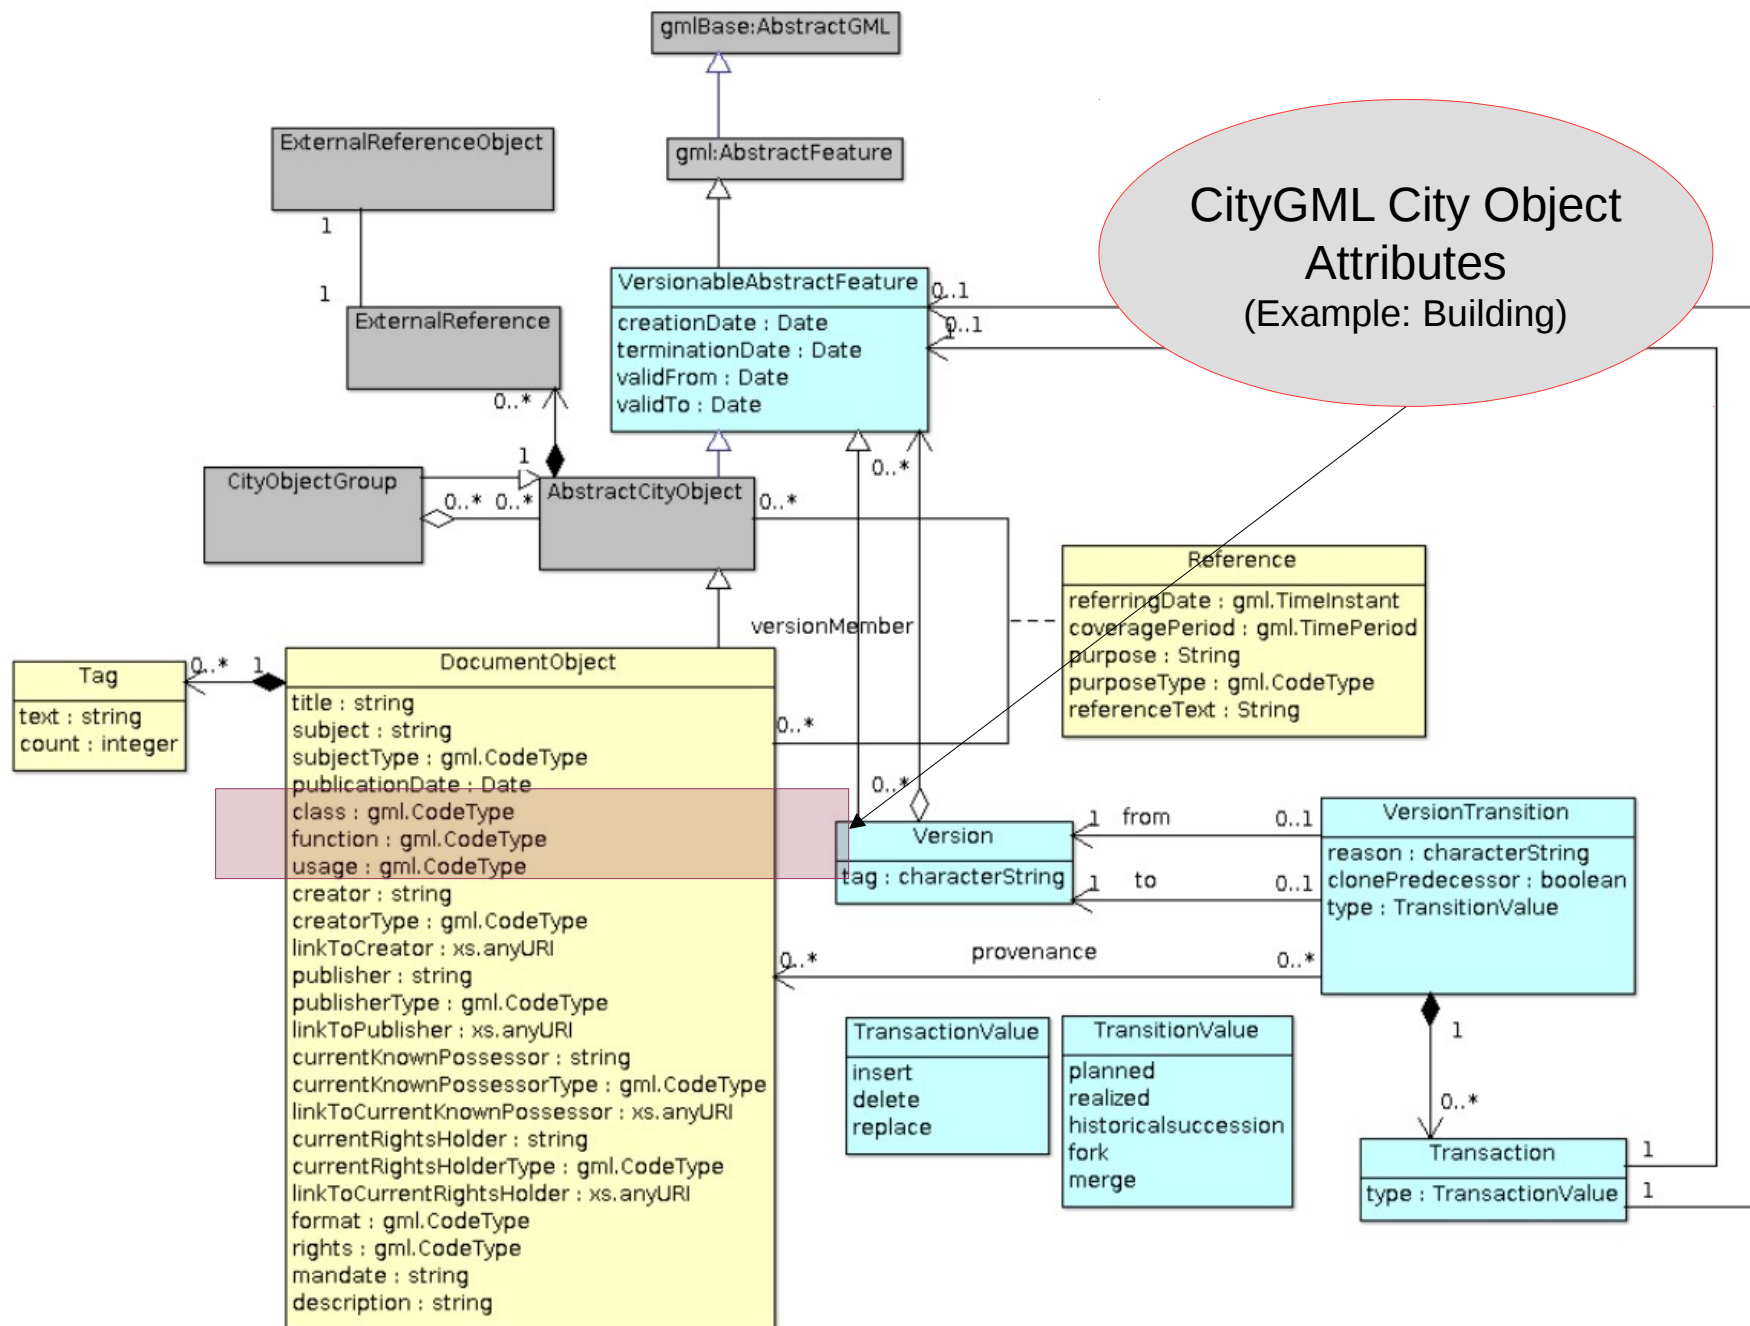 gmlBase:AbstractGML
gml:AbstractFeature
ExternalReferenceObject
1
1
ExternalReference
0..*
CityGML City Object
Attributes
(Example: Building)
VersionableAbstractFeature
creationDate : Date
terminationDate : Date
validFrom : Date
validTo : Date
0..1
0..1
1
0..*
CityObjectGroup
1
0..*
0..*
AbstractCityObject
0..*
versionMember
Reference
referringDate : gml.TimeInstant
coveragePeriod : gml.TimePeriod
purpose : String
purposeType : gml.CodeType
referenceText : String
Tag
text : string
count : integer
0..*
1
DocumentObject
title : string
subject : string
subjectType : gml.CodeType
publicationDate : Date
class : gml.CodeType
function : gml.CodeType
usage : gml.CodeType
creator : string
creatorType : gml.CodeType
linkToCreator : xs.anyURI
publisher : string
publisherType : gml.CodeType
linkToPublisher : xs.anyURI
currentKnownPossessor : string
currentKnownPossessorType : gml.CodeType
linkToCurrentKnownPossessor : xs.anyURI
currentRightsHolder : string
currentRightsHolderType : gml.CodeType
linkToCurrentRightsHolder : xs.anyURI
format : gml.CodeType
rights : gml.CodeType
mandate : string
description : string
0..*
0..*
Version
tag : characterString
1
from
0..1
1
to
0..1
VersionTransition
reason : characterString
clonePredecessor : boolean
type : TransitionValue
0..*
provenance
0..*
TransactionValue
insert
delete
replace
TransitionValue
planned
realized
historicalsuccession
fork
merge
1
0..*
Transaction
type : TransactionValue
1
1